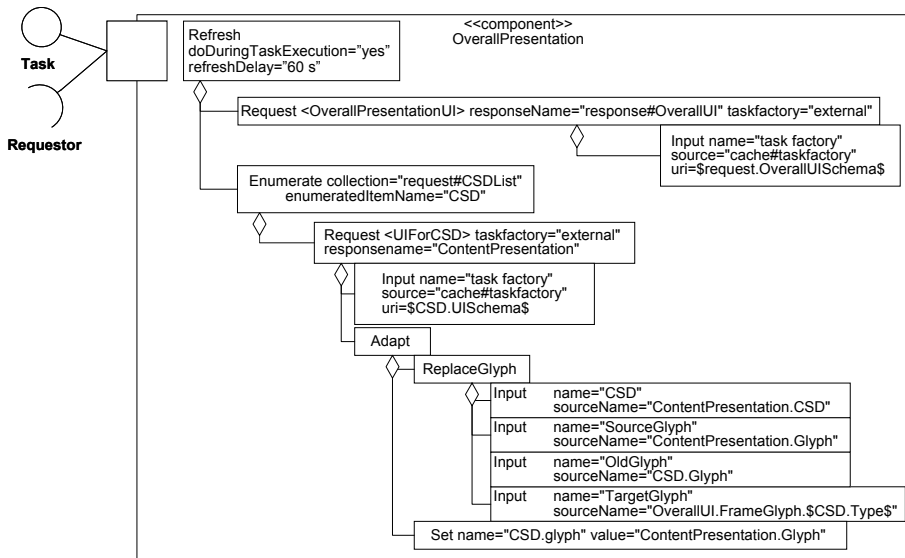 <<component>>
OverallPresentation
Task
Requestor
Refresh
doDuringTaskExecution="yes"
refreshDelay="60 s"
Request <OverallPresentationUI> responseName="response#OverallUI" taskfactory="external"
Input name="task factory"
source="cache#taskfactory"
uri=$request.OverallUISchema$
Enumerate collection="request#CSDList"
enumeratedItemName="CSD"
Request <UIForCSD> taskfactory="external"
responsename="ContentPresentation"
Input name="task factory"
source="cache#taskfactory"
uri=$CSD.UISchema$
Adapt
ReplaceGlyph
Input name="CSD"
sourceName="ContentPresentation.CSD"
Input name="SourceGlyph"
sourceName="ContentPresentation.Glyph"
Input name="OldGlyph"
sourceName="CSD.Glyph"
Input name="TargetGlyph"
sourceName="OverallUI.FrameGlyph.$CSD.Type$"
Set name="CSD.glyph" value="ContentPresentation.Glyph"